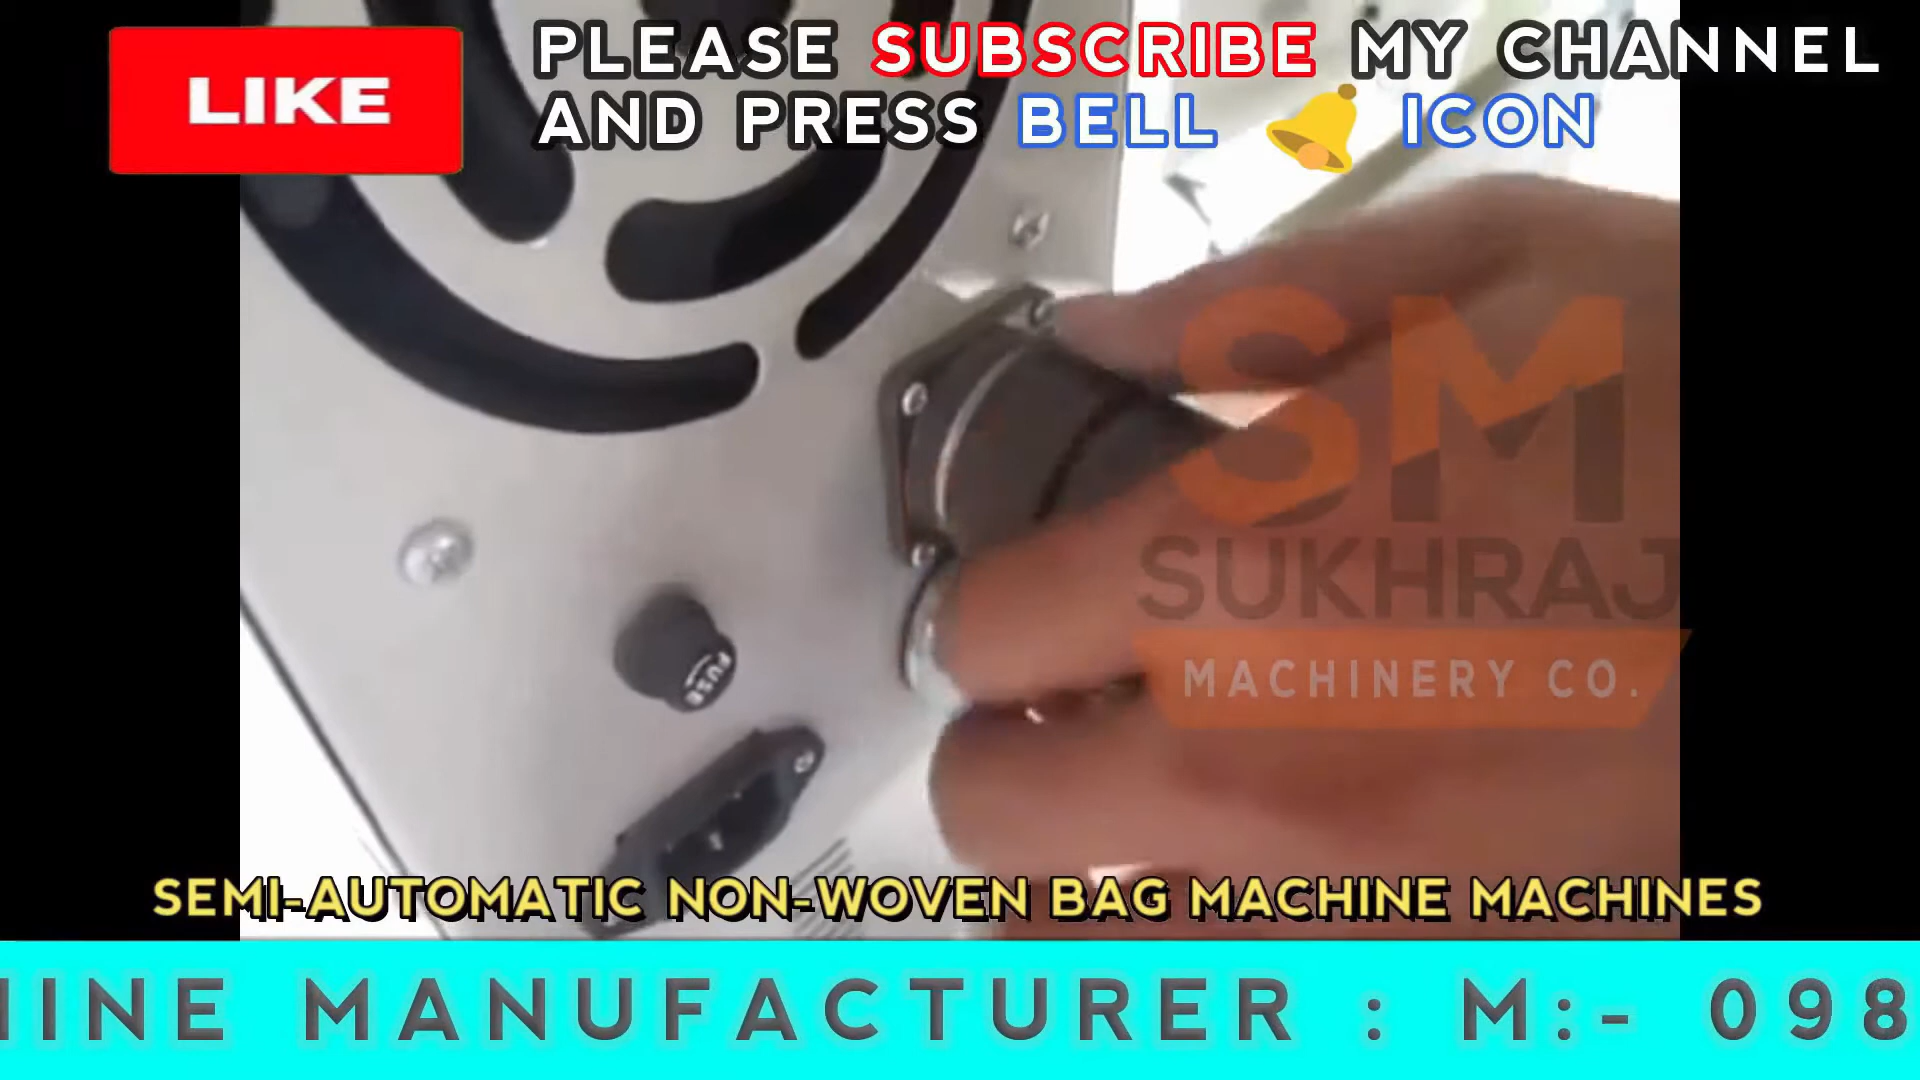 LIKE
PLEASE SUBSCRIBE MY CHANNEL
AND PRESS BELL 🔔 ICON
SM
SUKHRAJ
MACHINERY CO.
FUSE
SEMI-AUTOMATIC NON-WOVEN BAG MACHINE MACHINES
MANUFACTURER : M:- 098